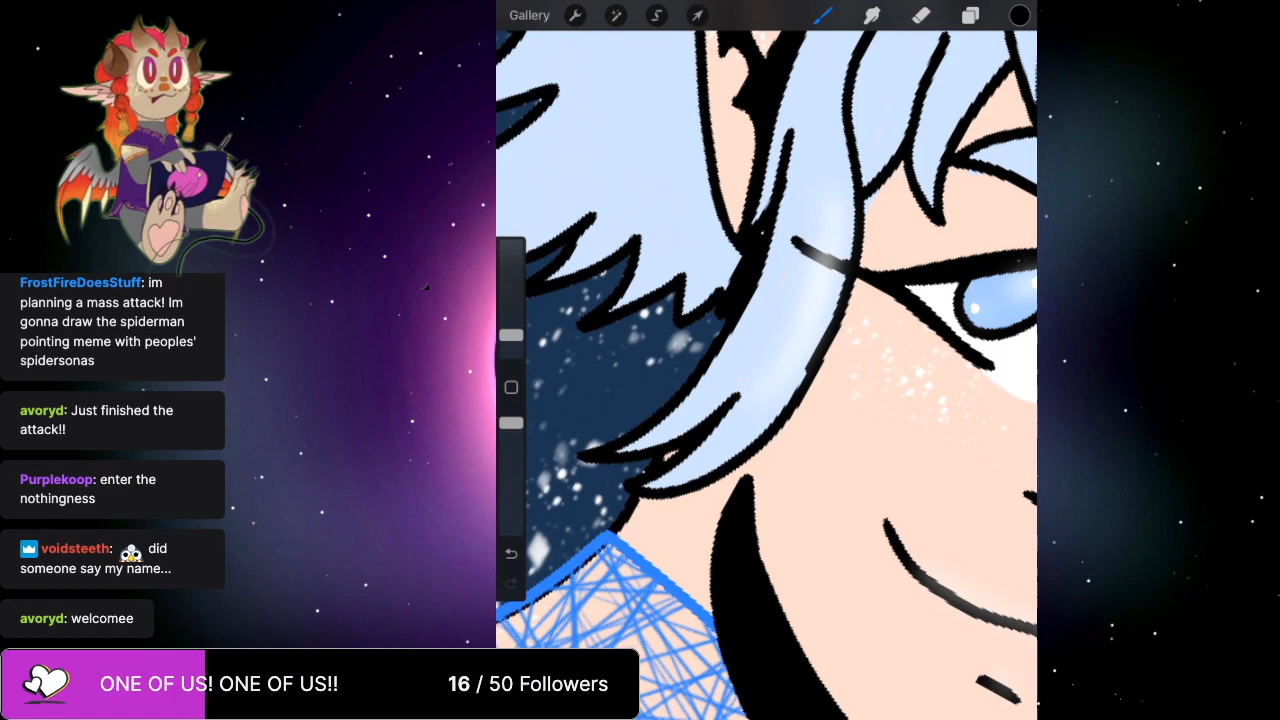 Gallery
FrostFireDoesStuff: im
planning a mass attack! Im
gonna draw the spiderman
pointing meme with peoples'
spidersonas
avoryd: Just finished the
attack!!
Purplekoop: enter the
nothingness
voidsteeth: did
someone say my name...
avoryd: welcomee
ONE OF US! ONE OF US!!
16 / 50 Followers